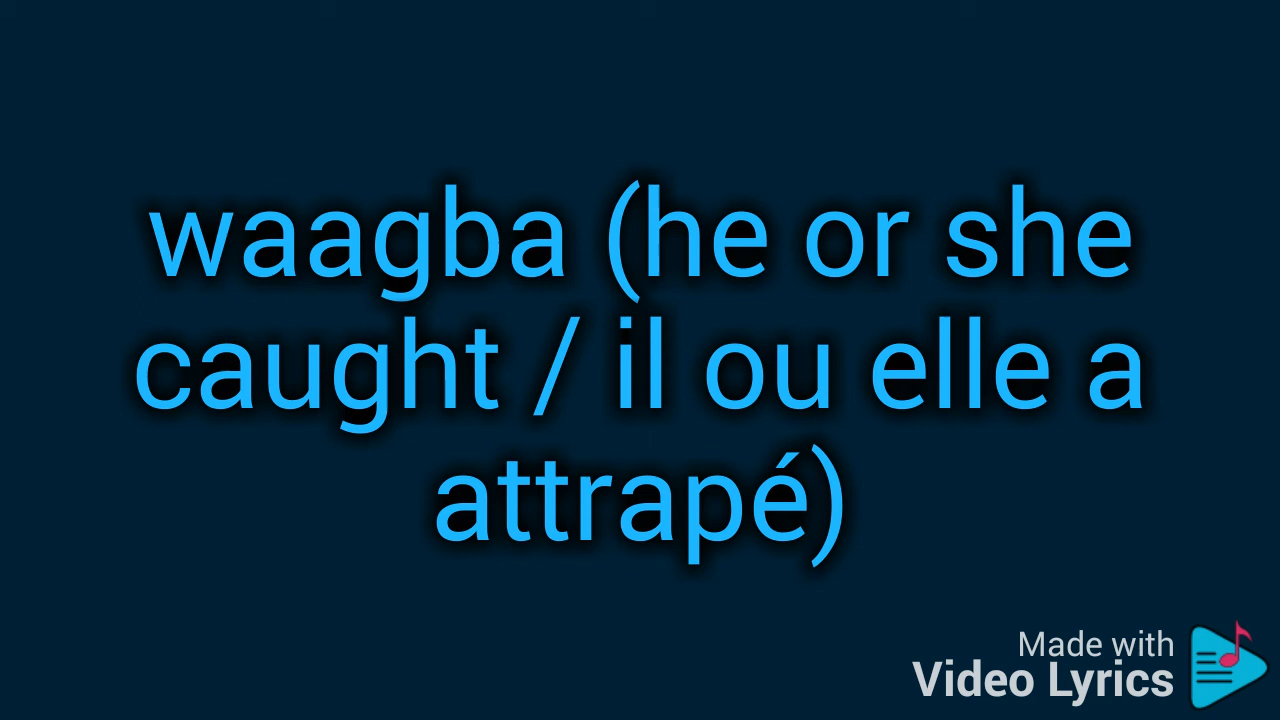 waagba (he or she
caught / il ou elle a
attrapé)
Made with
Video Lyrics